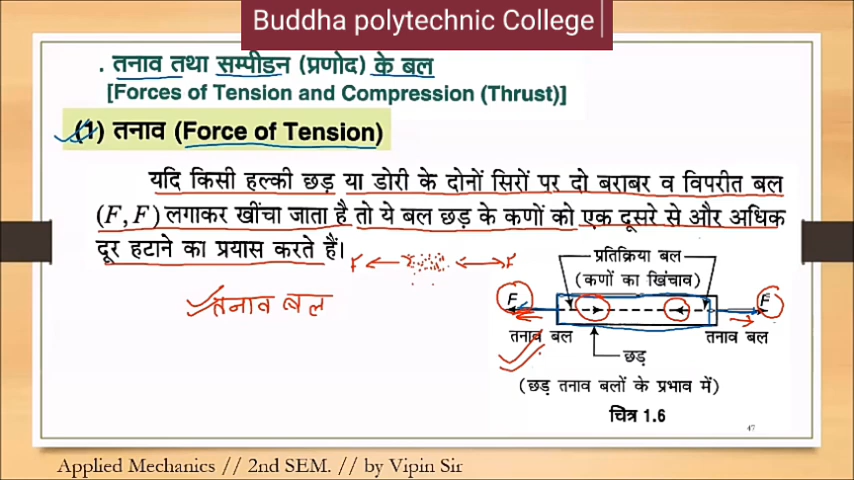 Buddha polytechnic College
. तनाव तथा सम्पीडन (प्रणोद) के बल
[Forces of Tension and Compression (Thrust)]
(1) तनाव (Force of Tension)
यदि किसी हल्की छड़ या डोरी के दोनों सिरों पर दो बराबर व विपरीत बल
(F, F) लगाकर खींचा जाता है तो ये बल छड़ के कणों को एक दूसरे से और अधिक
दूर हटाने का प्रयास करते हैं।
F F
तनाव बल
प्रतिक्रिया बल
(कणों का खिंचाव)
F F
तनाव बल तनाव बल
छड़
(छड़ तनाव बलों के प्रभाव में)
चित्र 1.6
47
Applied Mechanics // 2nd SEM. // by Vipin Sir